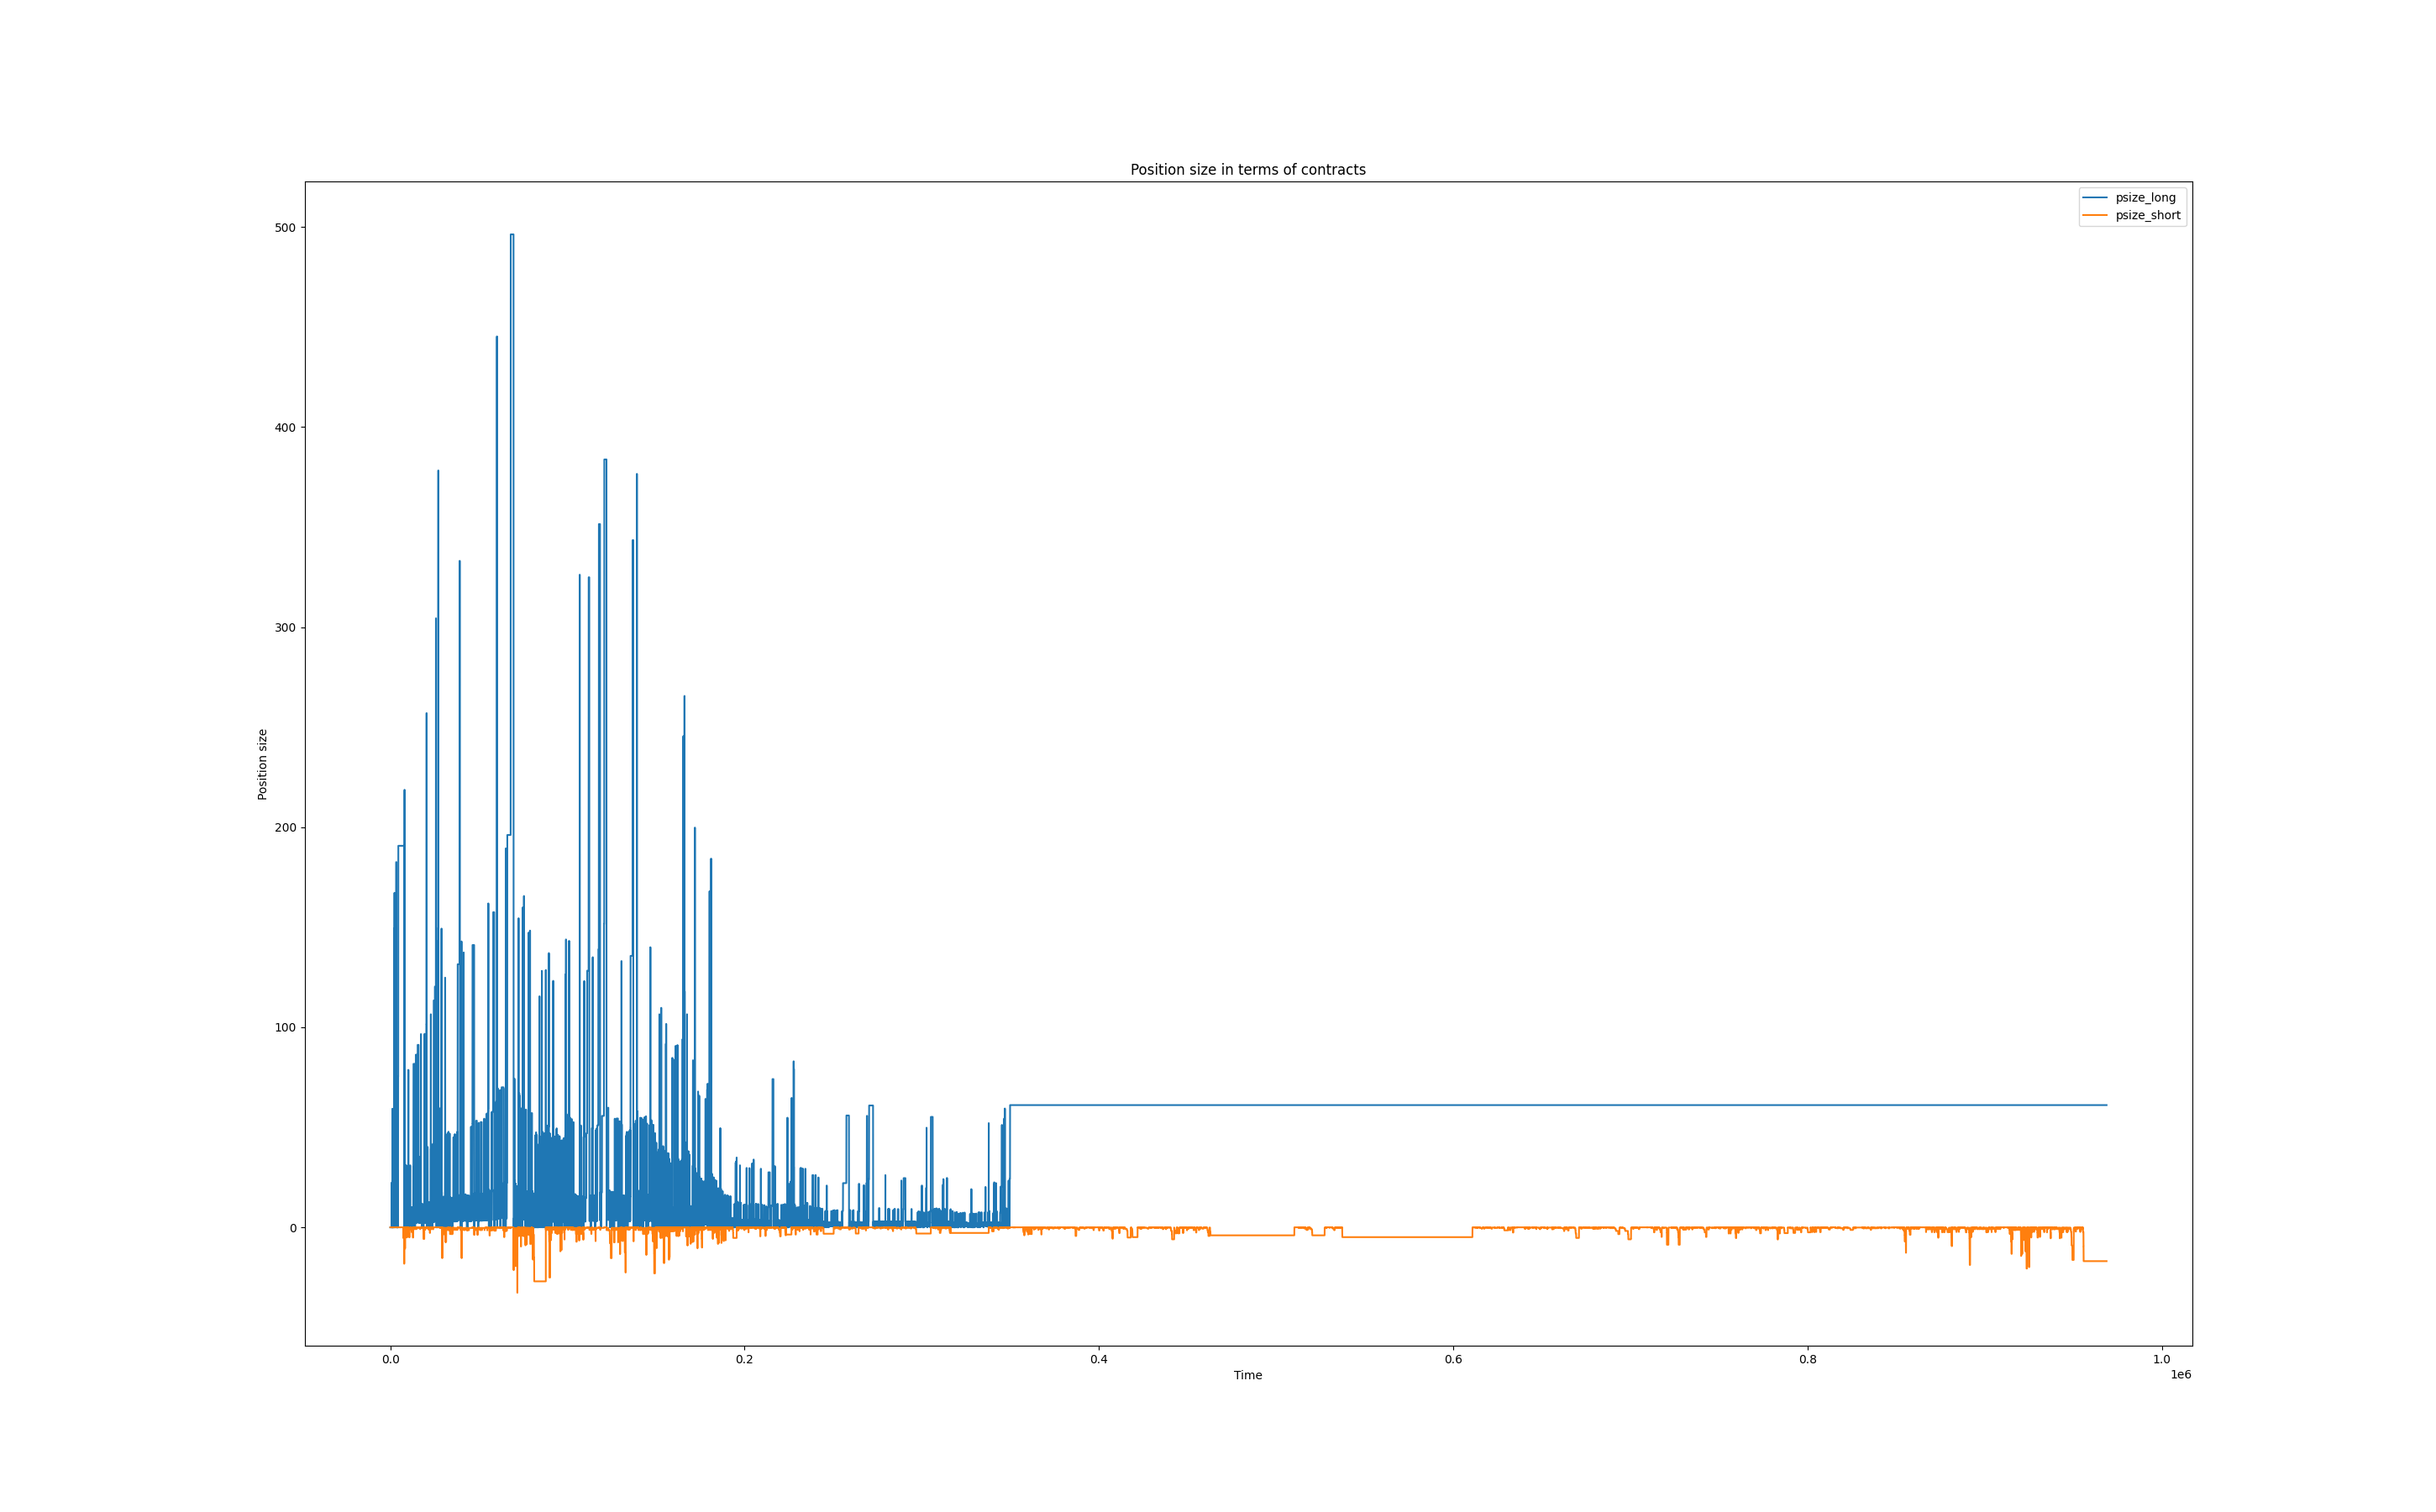 Position size in terms of contracts
psize_long
psize_short
500
400
300
200
100
0
Position size
0.0 0.2 0.4 0.6 0.8 1.0
Time
1e6